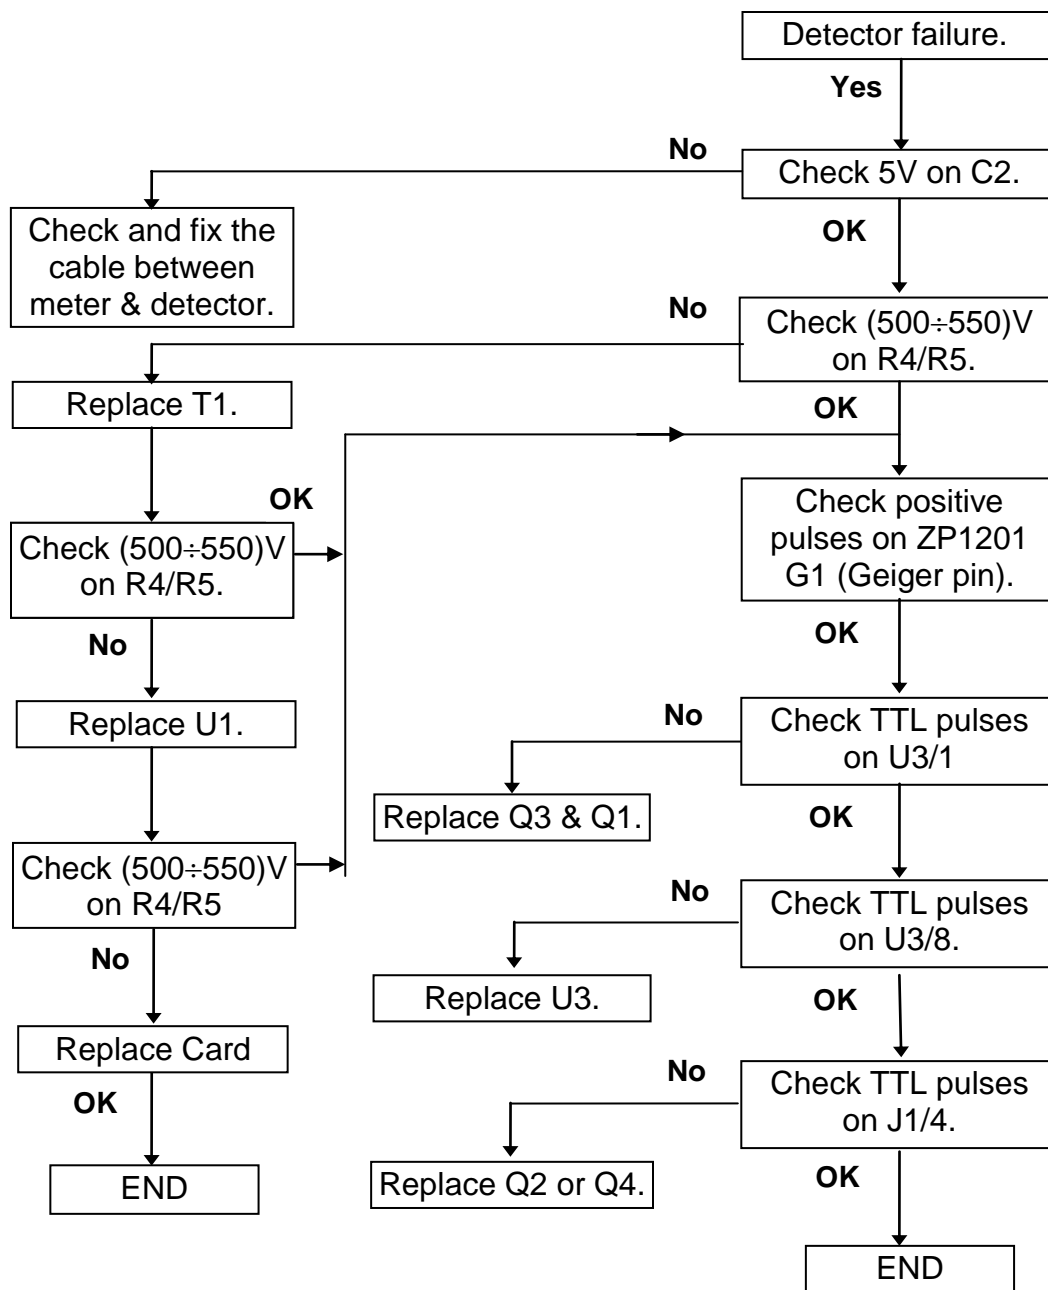 Detector failure.
Yes
No
Check 5V on C2.
Check and fix the
cable between
meter & detector.
OK
No
Check (500÷550)V
on R4/R5.
Replace T1.
OK
OK
Check positive
pulses on ZP1201
G1 (Geiger pin).
Check (500÷550)V
on R4/R5.
No
OK
Replace U1.
No
Check TTL pulses
on U3/1
Replace Q3 & Q1.
OK
Check (500÷550)V
on R4/R5
No
Check TTL pulses
on U3/8.
No
Replace U3.
OK
Replace Card
No
Check TTL pulses
on J1/4.
OK
END
Replace Q2 or Q4.
OK
END